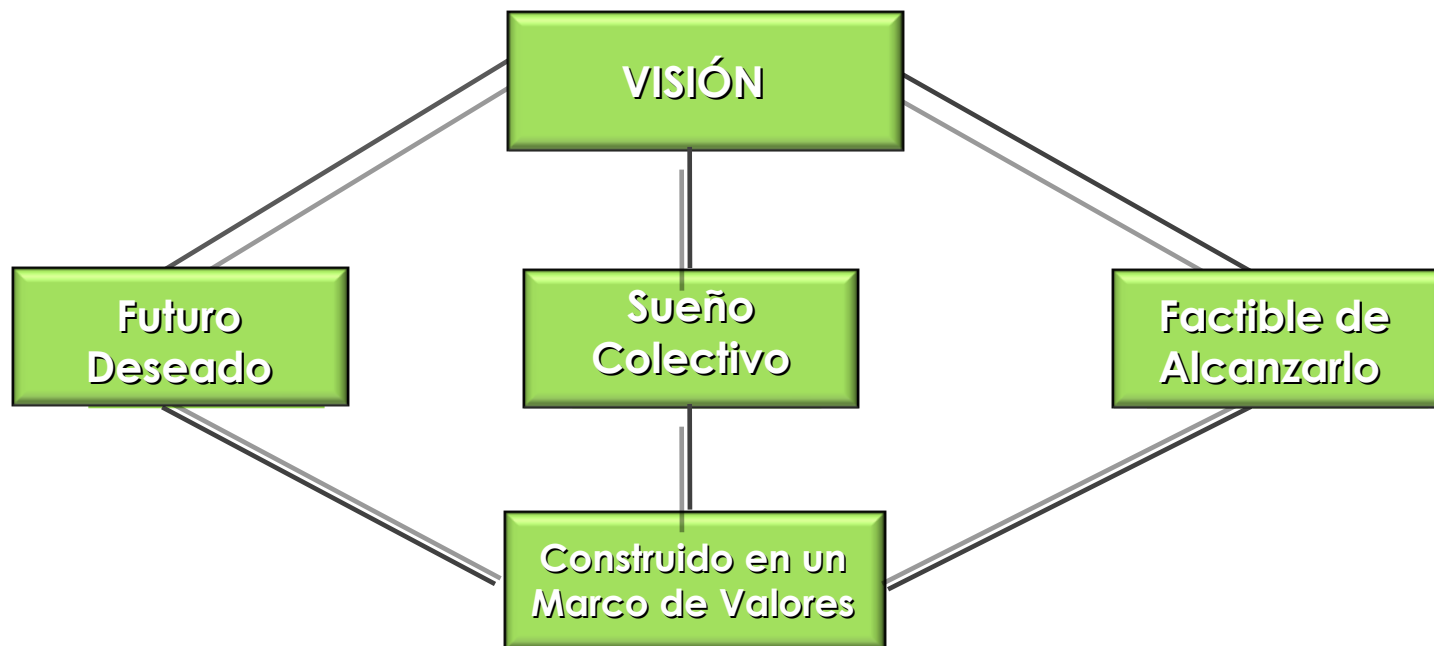 VISIÓN
Futuro
Deseado
Sueño
Colectivo
Factible de
Alcanzarlo
Construido en un
Marco de Valores